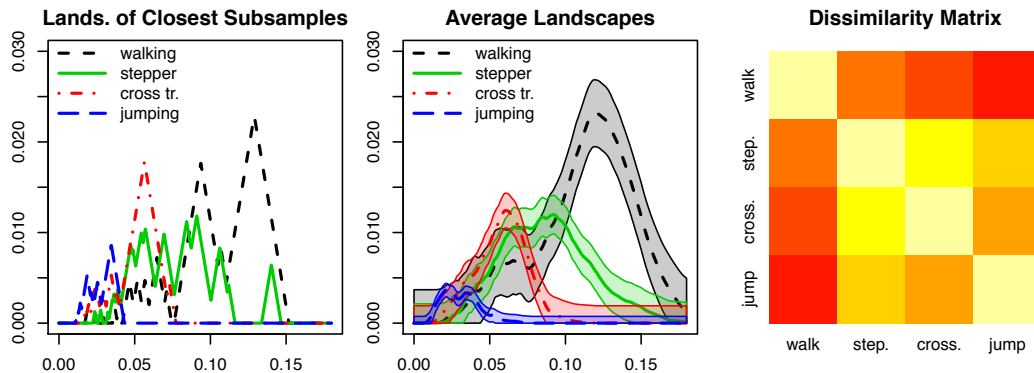 Lands. of Closest Subsamples
0.030
0.020
0.010
0.000
walking
stepper
cross tr.
jumping
0.00 0.05 0.10 0.15
Average Landscapes
0.030
0.020
0.010
0.000
walking
stepper
cross tr.
jumping
0.00 0.05 0.10 0.15
Dissimilarity Matrix
walk
step.
cross.
jump
walk step. cross. jump